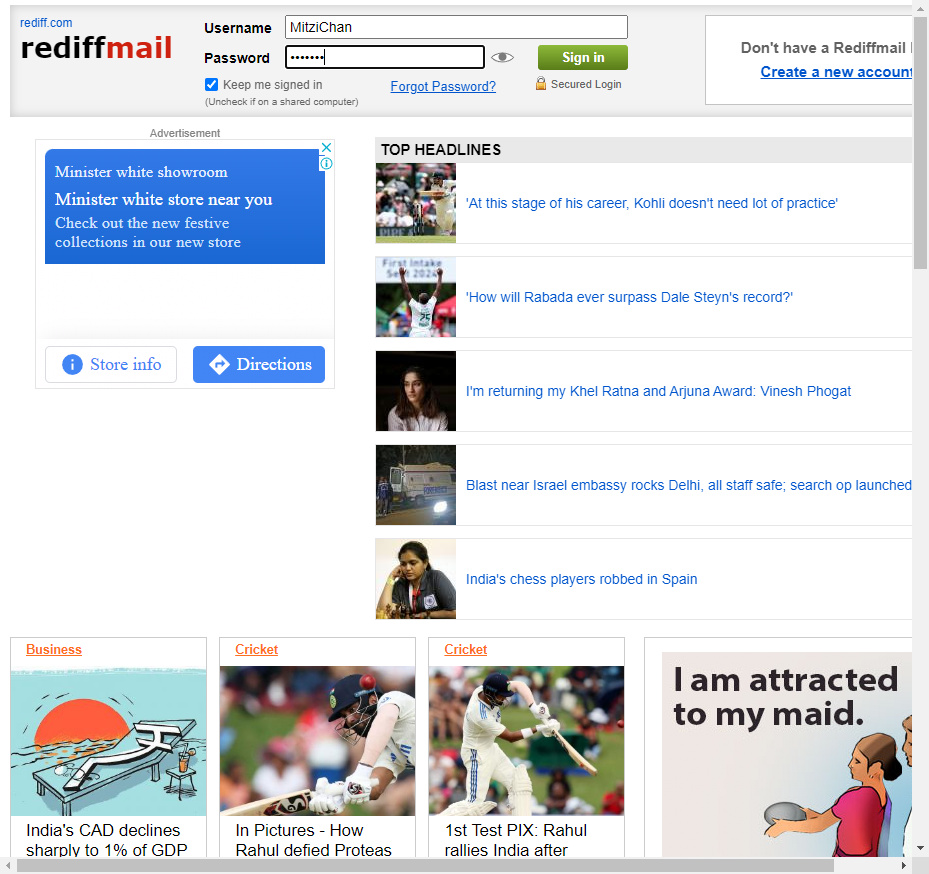 rediff.com
rediffmail
Username
MitziChan
Password
•••••••
Sign in
Keep me signed in
(Uncheck if on a shared computer)
Forgot Password?
Secured Login
Don't have a Rediffmail
Create a new account
Advertisement
Minister white showroom
Minister white store near you
Check out the new festive
collections in our new store
Store info
Directions
TOP HEADLINES
'At this stage of his career, Kohli doesn't need lot of practice'
First Intake
Sept 2024
25
'How will Rabada ever surpass Dale Steyn's record?'
I'm returning my Khel Ratna and Arjuna Award: Vinesh Phogat
Blast near Israel embassy rocks Delhi, all staff safe; search op launched
India's chess players robbed in Spain
Business
India's CAD declines
sharply to 1% of GDP
Cricket
In Pictures - How
Rahul defied Proteas
Cricket
1st Test PIX: Rahul
rallies India after
I am attracted
to my maid.